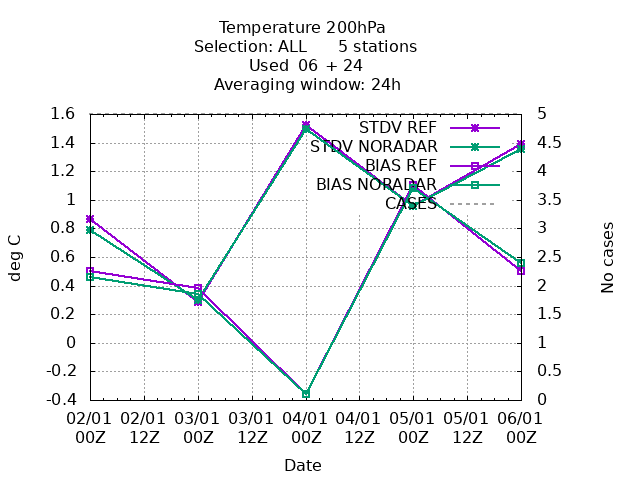 Temperature 200hPa
Selection: ALL      5 stations
Used  06 + 24
Averaging window: 24h
1.6
1.4
1.2
1
0.8
0.6
0.4
0.2
0
-0.2
-0.4
deg C
5
4.5
4
3.5
3
2.5
2
1.5
1
0.5
0
No cases
STDV REF
STDV NORADAR
BIAS REF
BIAS NORADAR
CASES
02/01 02/01 03/01 03/01 04/01 04/01 05/01 05/01 06/01
00Z 12Z 00Z 12Z 00Z 12Z 00Z 12Z 00Z
Date